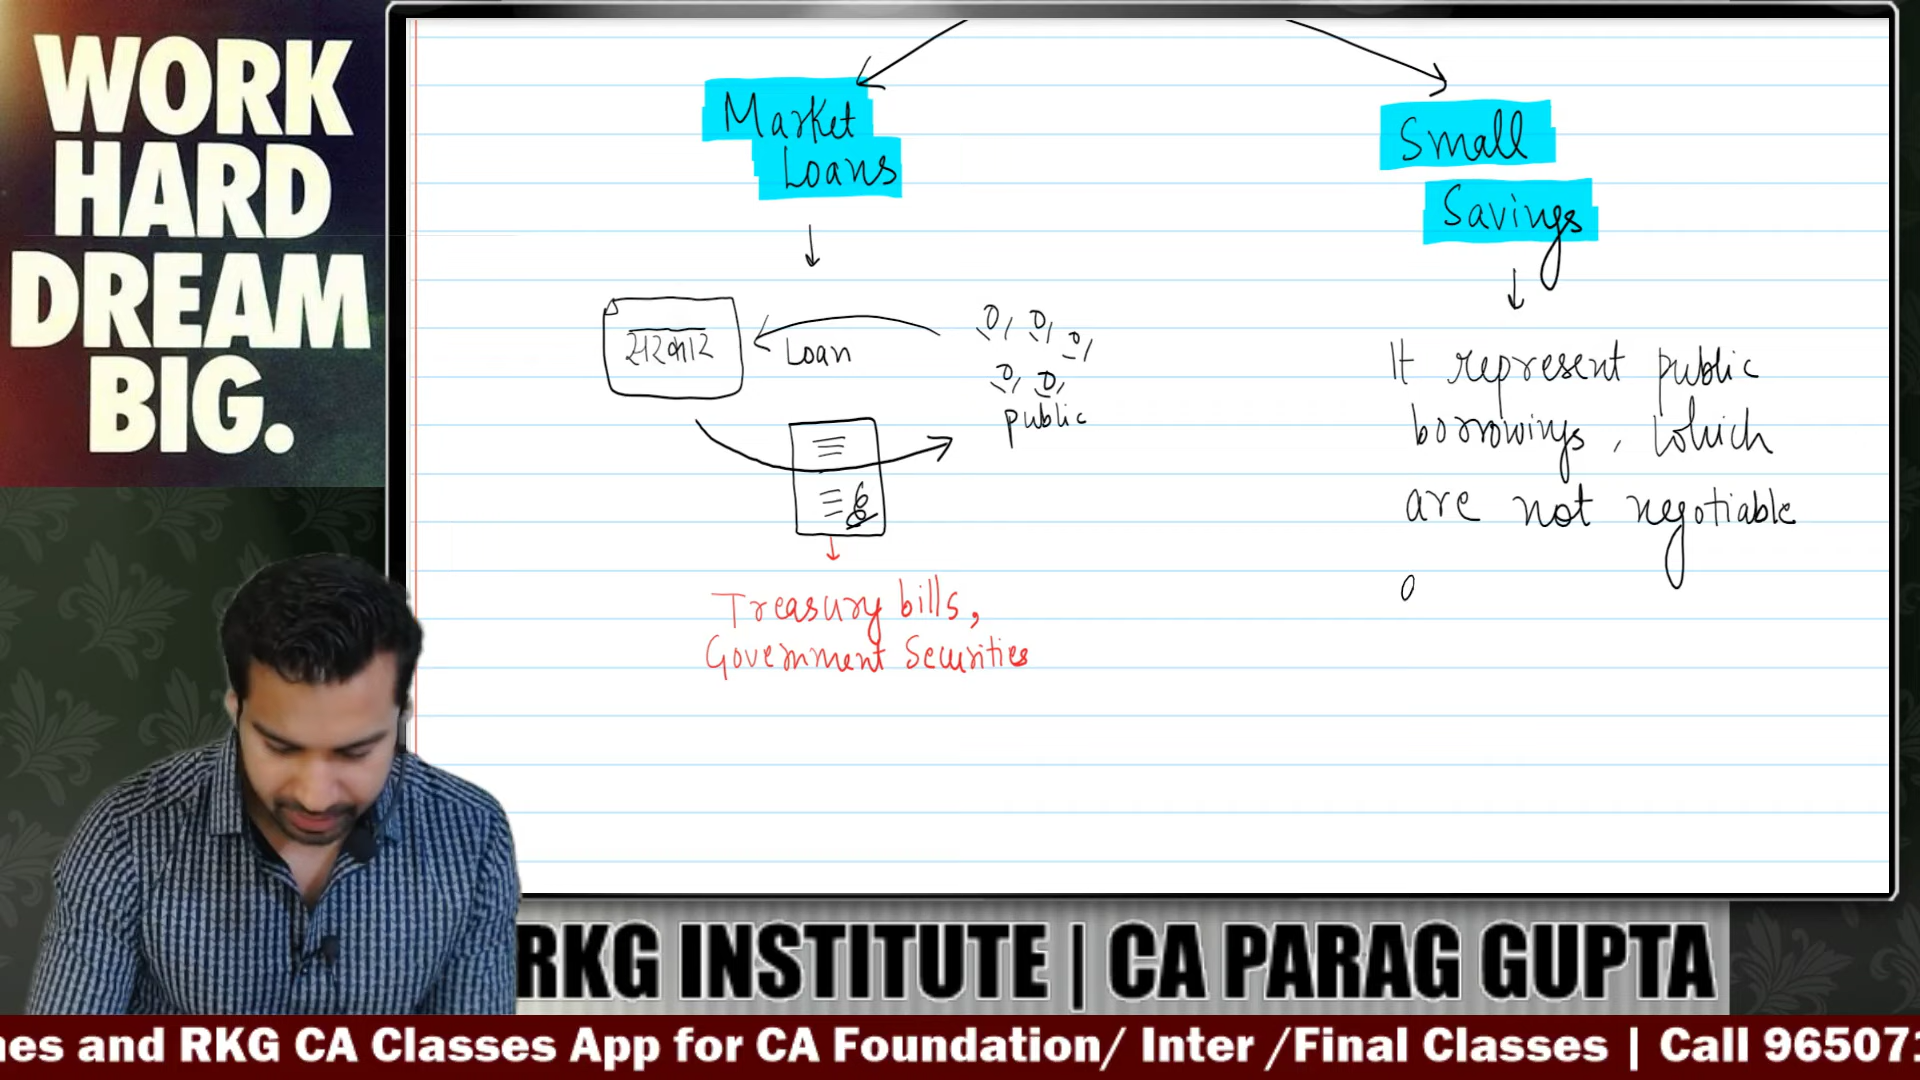 WORK
HARD
DREAM
BIG.
Market
Loans
Small
Savings
सरकार
Loan
public
Treasury bills,
Government Securities
It represent public
borrowings, which
are not negotiable
RKG INSTITUTE | CA PARAG GUPTA
nes and RKG CA Classes App for CA Foundation/ Inter /Final Classes | Call 96507